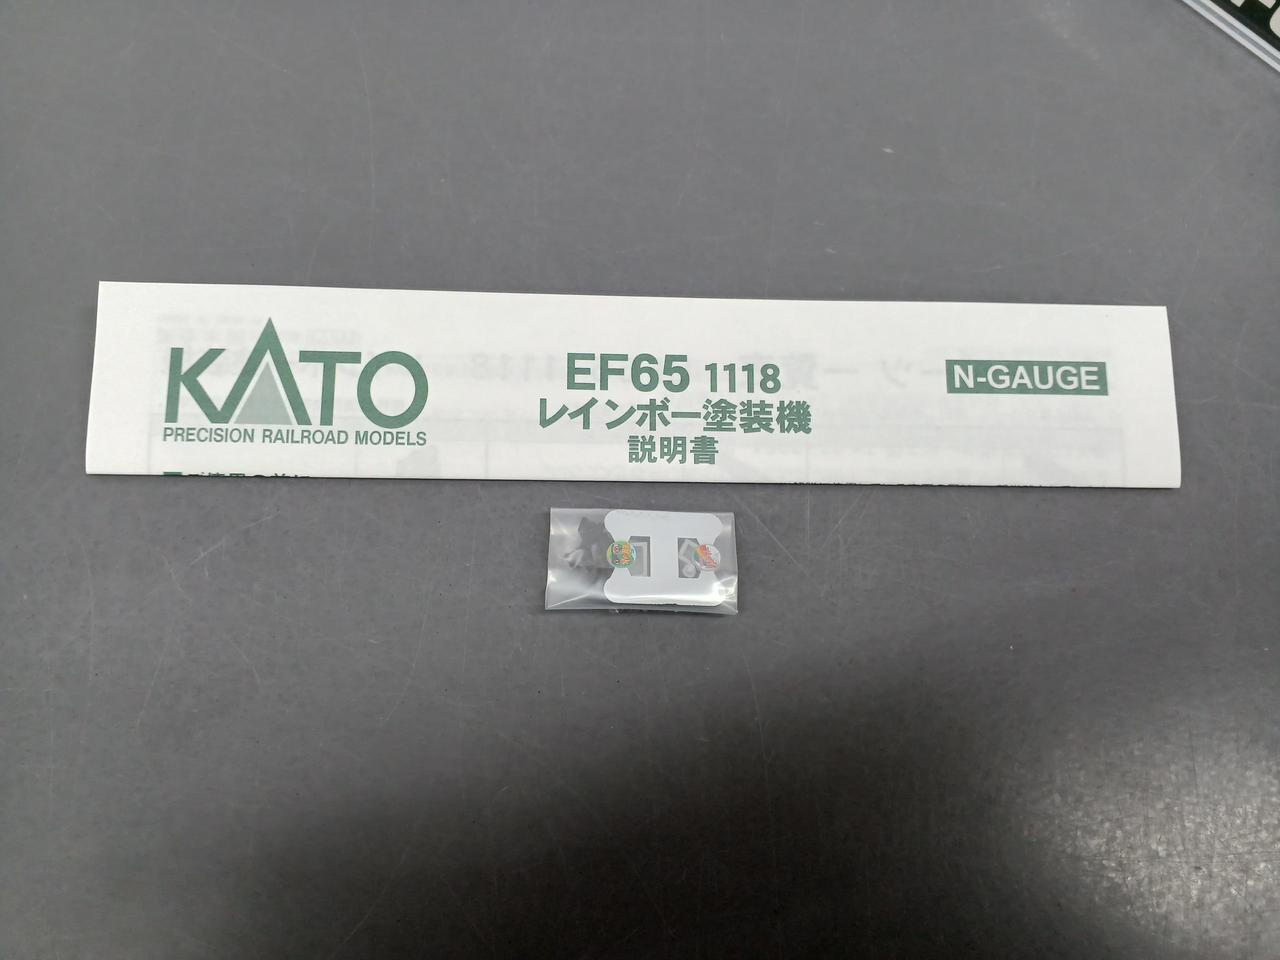 KATO
PRECISION RAILROAD MODELS
EF65 1118
レインボー塗装機
説明書
N-GAUGE